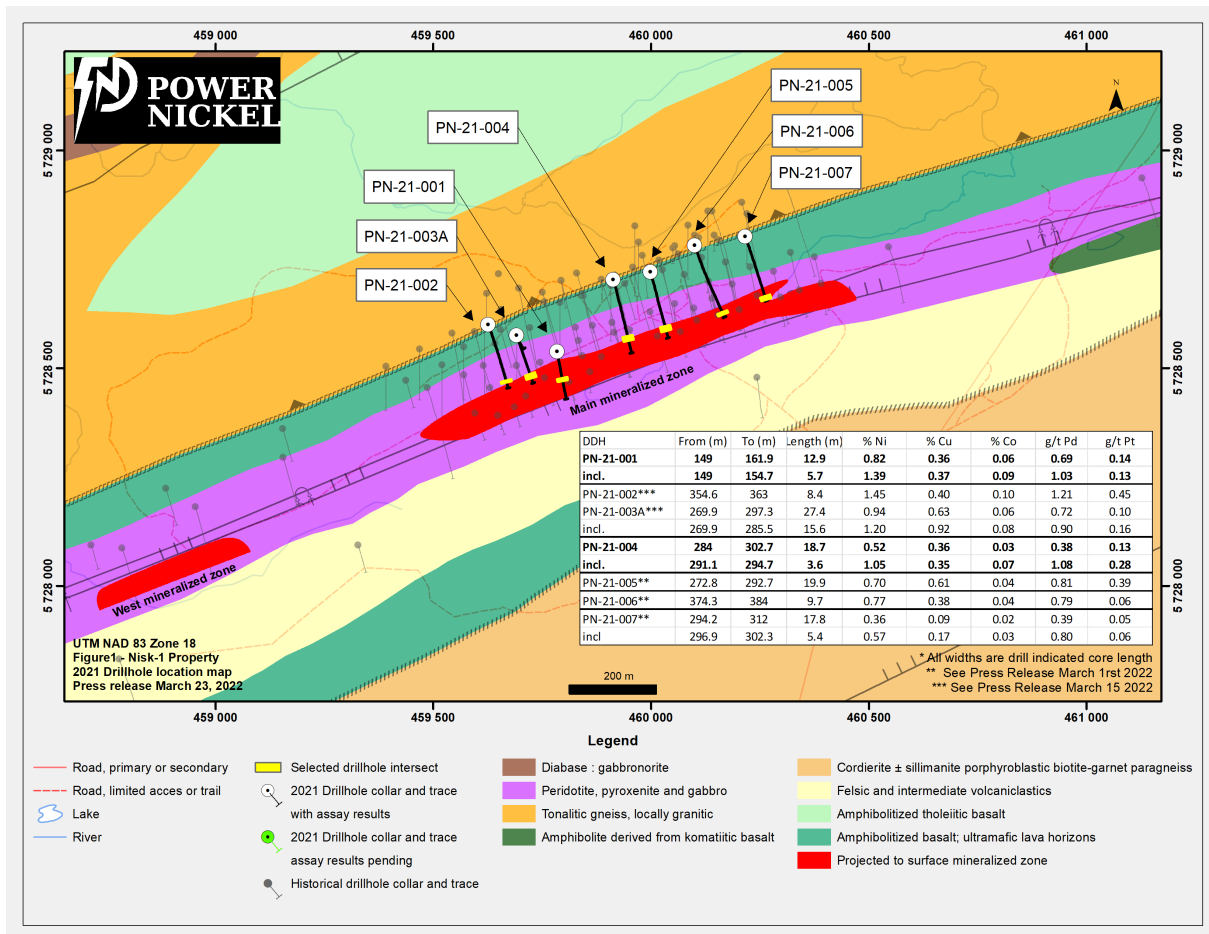 459 000 459 500 460 000 460 500 461 000
POWER
NICKEL
N
PN-21-005
PN-21-004
PN-21-006
PN-21-007
PN-21-001
PN-21-003A
PN-21-002
5 729 000
5 728 500
5 728 000
5 729 000
5 728 500
5 728 000
Main mineralized zone
West mineralized zone
DDH From (m) To (m) Length (m) % Ni % Cu % Co g/t Pd g/t Pt
PN-21-001 149 161.9 12.9 0.82 0.36 0.06 0.69 0.14
incl. 149 154.7 5.7 1.39 0.37 0.09 1.03 0.13
PN-21-002*** 354.6 363 8.4 1.45 0.40 0.10 1.21 0.45
PN-21-003A*** 269.9 297.3 27.4 0.94 0.63 0.06 0.72 0.10
incl. 269.9 285.5 15.6 1.20 0.92 0.08 0.90 0.16
PN-21-004 284 302.7 18.7 0.52 0.36 0.03 0.38 0.13
incl. 291.1 294.7 3.6 1.05 0.35 0.07 1.08 0.28
PN-21-005** 272.8 292.7 19.9 0.70 0.61 0.04 0.81 0.39
PN-21-006** 374.3 384 9.7 0.77 0.38 0.04 0.79 0.06
PN-21-007** 294.2 312 17.8 0.36 0.09 0.02 0.39 0.05
incl 296.9 302.3 5.4 0.57 0.17 0.03 0.80 0.06
UTM NAD 83 Zone 18
Figure1 - Nisk-1 Property
2021 Drillhole location map
Press release March 23, 2022
200 m
* All widths are drill indicated core length
** See Press Release March 1rst 2022
*** See Press Release March 15 2022
459 000 459 500 460 000 460 500 461 000
Legend
Road, primary or secondary
Road, limited acces or trail
Lake
River
Selected drillhole intersect
2021 Drillhole collar and trace
with assay results
2021 Drillhole collar and trace
assay results pending
Historical drillhole collar and trace
Diabase : gabbronorite
Peridotite, pyroxenite and gabbro
Tonalitic gneiss, locally granitic
Amphibolite derived from komatiitic basalt
Cordierite ± sillimanite porphyroblastic biotite-garnet paragneiss
Felsic and intermediate volcaniclastics
Amphibolitized tholeiitic basalt
Amphibolitized basalt; ultramafic lava horizons
Projected to surface mineralized zone